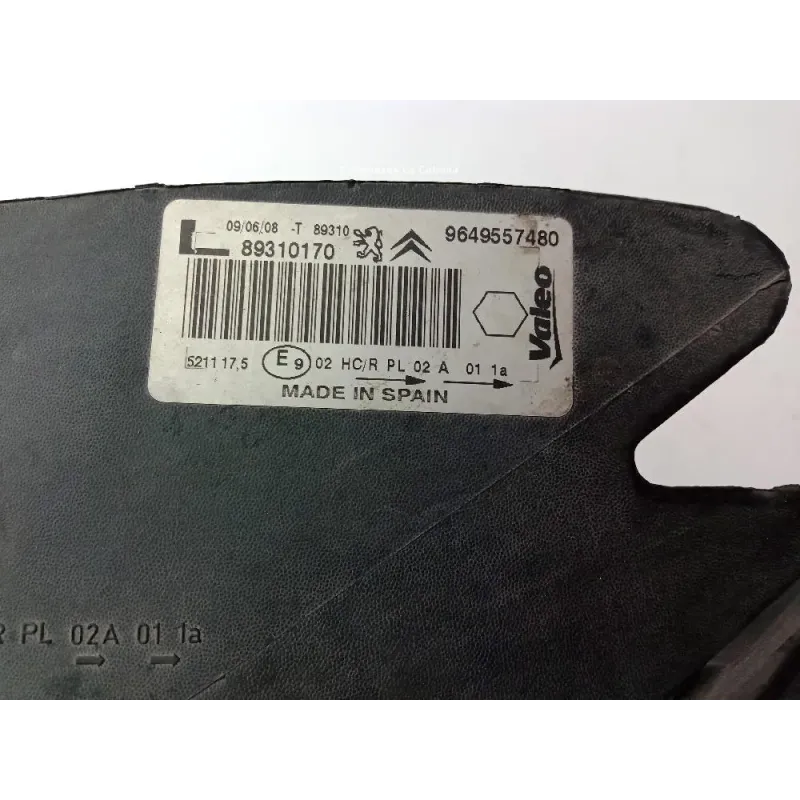 L 09/06/08 -T 89310
89310170
9649557480
Valeo
5211 17,5 E9 02 HC/R PL 02 A 01 1a
MADE IN SPAIN
R PL 02A 01 1a